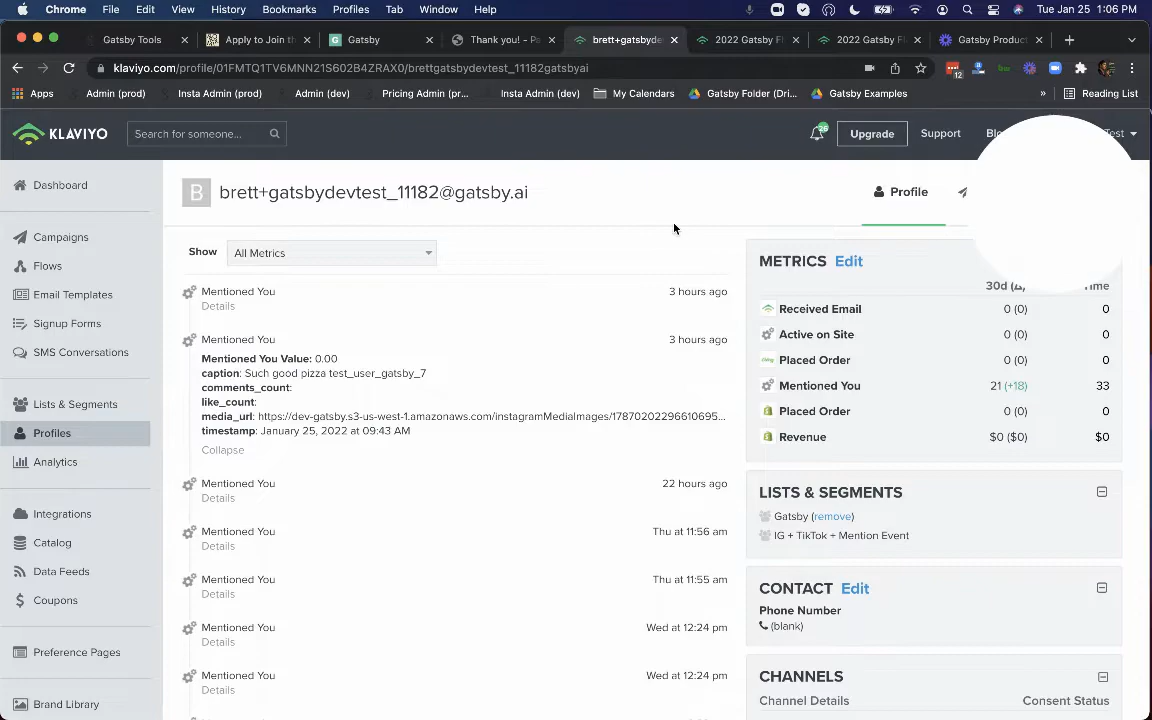 Chrome File Edit View History Bookmarks Profiles Tab Window Help Tue Jan 25 1:06 PM
Gatsby Tools Apply to Join th Gatsby Thank you! - Pa brett+gatsbyde 2022 Gatsby Fl 2022 Gatsby Fl Gatsby Product
klaviyo.com/profile/01FMTQ1TV6MNN21S602B4ZRAX0/brettgatsbydevtest_11182gatsbyai 12
Apps Admin (prod) Insta Admin (prod) Admin (dev) Pricing Admin (pr... Insta Admin (dev) My Calendars Gatsby Folder (Dri... Gatsby Examples » Reading List
KLAVIYO Search for someone... Upgrade Support
Dashboard
Campaigns
Flows
Email Templates
Signup Forms
SMS Conversations
Lists & Segments
Profiles
Analytics
Integrations
Catalog
Data Feeds
Coupons
Preference Pages
Brand Library
B brett+gatsbydevtest_11182@gatsby.ai
Profile
Show All Metrics
Mentioned You 3 hours ago
Details
Mentioned You 3 hours ago
Mentioned You Value: 0.00
caption: Such good pizza test_user_gatsby_7
comments_count:
like_count:
media_url: https://dev-gatsby.s3-us-west-1.amazonaws.com/instagramMediaImages/17870202296610695...
timestamp: January 25, 2022 at 09:43 AM
Collapse
Mentioned You 22 hours ago
Details
Mentioned You Thu at 11:56 am
Details
Mentioned You Thu at 11:55 am
Details
Mentioned You Wed at 12:24 pm
Details
Mentioned You Wed at 12:24 pm
Details
METRICS Edit
30d (Δ)
Received Email 0 (0) 0
Active on Site 0 (0) 0
Placed Order 0 (0) 0
Mentioned You 21 (+18) 33
Placed Order 0 (0) 0
Revenue $0 ($0) $0
LISTS & SEGMENTS
Gatsby (remove)
IG + TikTok + Mention Event
CONTACT Edit
Phone Number
(blank)
CHANNELS
Channel Details Consent Status